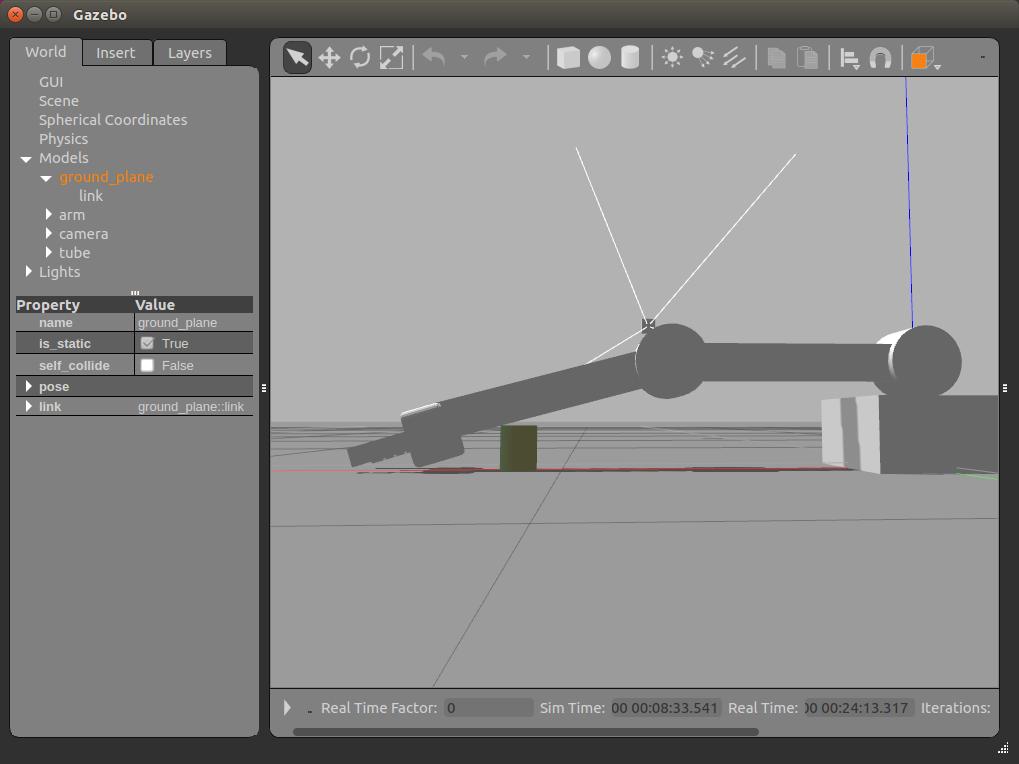 Gazebo
World Insert Layers
GUI
Scene
Spherical Coordinates
Physics
Models
ground_plane
link
arm
camera
tube
Lights
Property Value
name ground_plane
is_static True
self_collide False
pose
link ground_plane::link
Real Time Factor: 0 Sim Time: 00 00:08:33.541 Real Time: 00 00:24:13.317 Iterations: